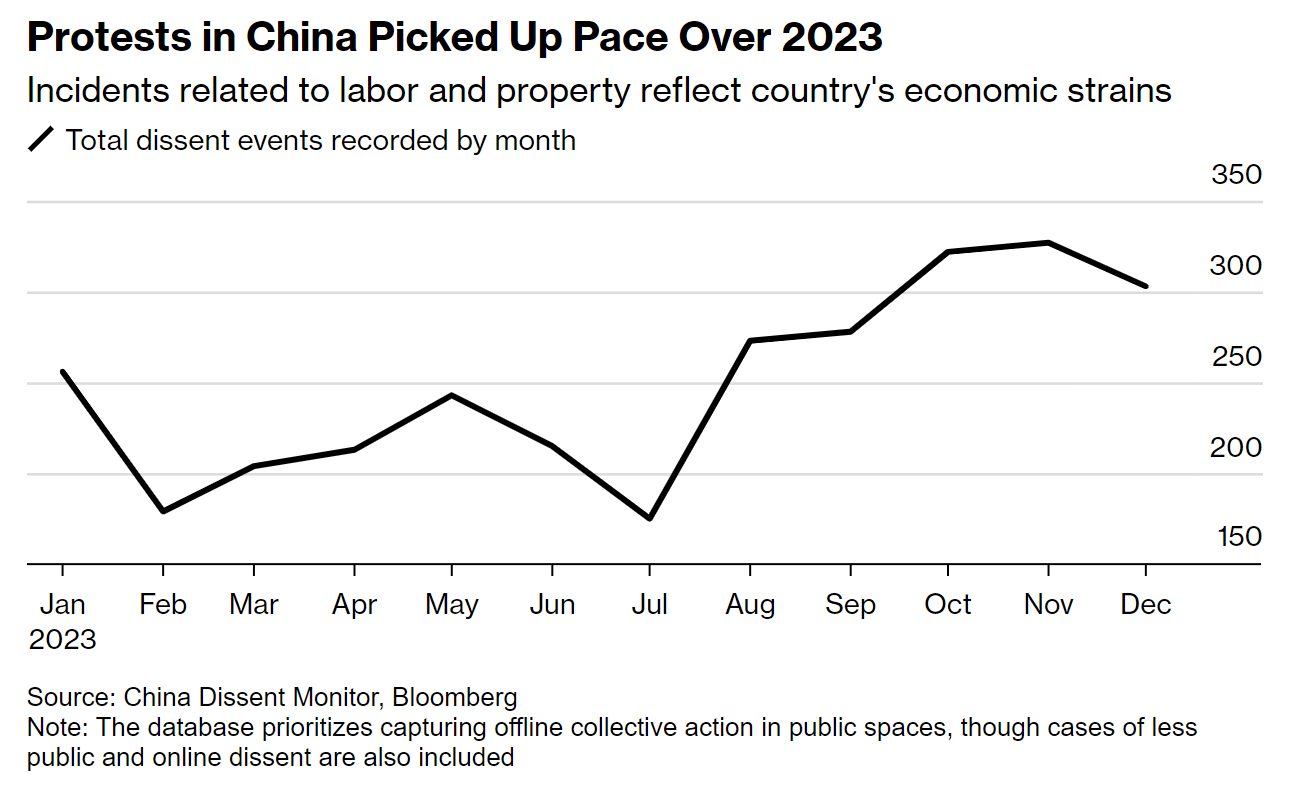 Protests in China Picked Up Pace Over 2023
Incidents related to labor and property reflect country's economic strains
Total dissent events recorded by month
350
300
250
200
150
Jan Feb Mar Apr May Jun Jul Aug Sep Oct Nov Dec
2023
Source: China Dissent Monitor, Bloomberg
Note: The database prioritizes capturing offline collective action in public spaces, though cases of less
public and online dissent are also included